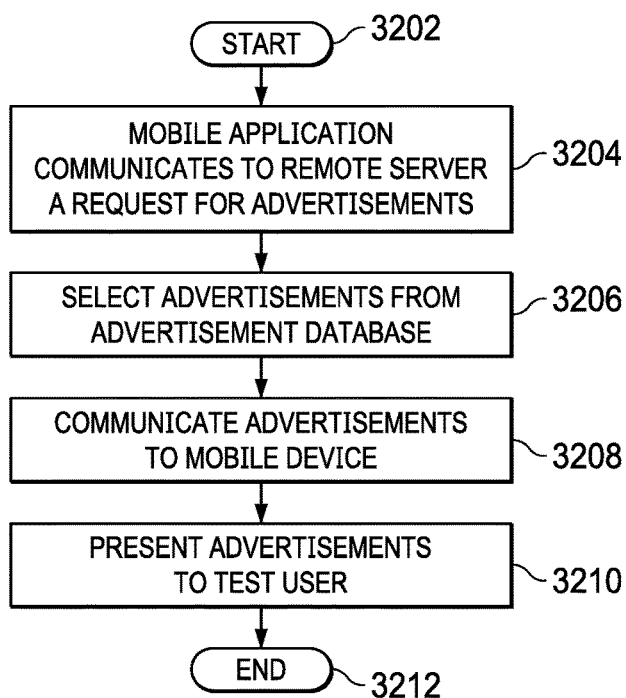 START
3202
MOBILE APPLICATION
COMMUNICATES TO REMOTE SERVER
A REQUEST FOR ADVERTISEMENTS
3204
SELECT ADVERTISEMENTS FROM
ADVERTISEMENT DATABASE
3206
COMMUNICATE ADVERTISEMENTS
TO MOBILE DEVICE
3208
PRESENT ADVERTISEMENTS
TO TEST USER
3210
END
3212